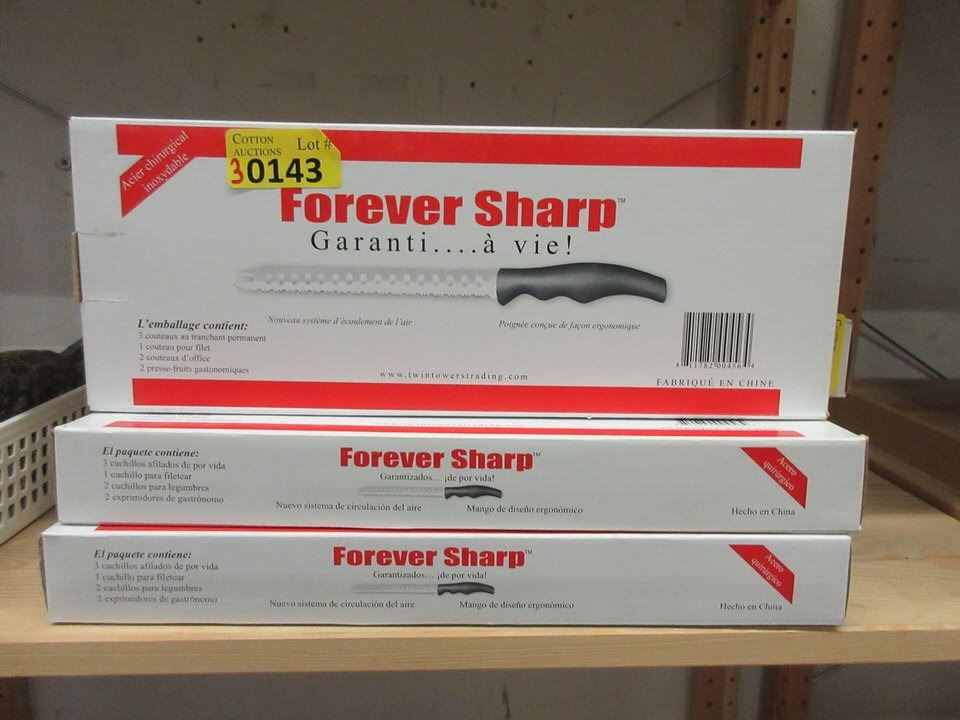 Acier chirurgical
inoxydable
COTTON
AUCTIONS Lot #
30143
Forever Sharp™
Garanti....à vie!
Nouveau système d'écoulement de l'air
Poignée conçue de façon ergonomique
L'emballage contient:
3 couteaux au tranchant permanent
1 couteau pour filet
2 couteaux d'office
2 presse-fruits gastonomiques
www.twintowerstrading.com
8 11782 00456 4
FABRIQUÉ EN CHINE
El paquete contiene:
3 cuchillos afilados de por vida
1 cuchillo para filetear
2 cuchillos para legumbres
2 exprimidores de gastrónomo
Forever Sharp™
Garantizados... ¡de por vida!
Nuevo sistema de circulación del aire
Mango de diseño ergonómico
Acero
quirúrgico
Hecho en China
El paquete contiene:
3 cuchillos afilados de por vida
1 cuchillo para filetear
2 cuchillos para legumbres
2 exprimidores de gastrónomo
Forever Sharp™
Garantizados... ¡de por vida!
Nuevo sistema de circulación del aire
Mango de diseño ergonómico
Acero
quirúrgico
Hecho en China